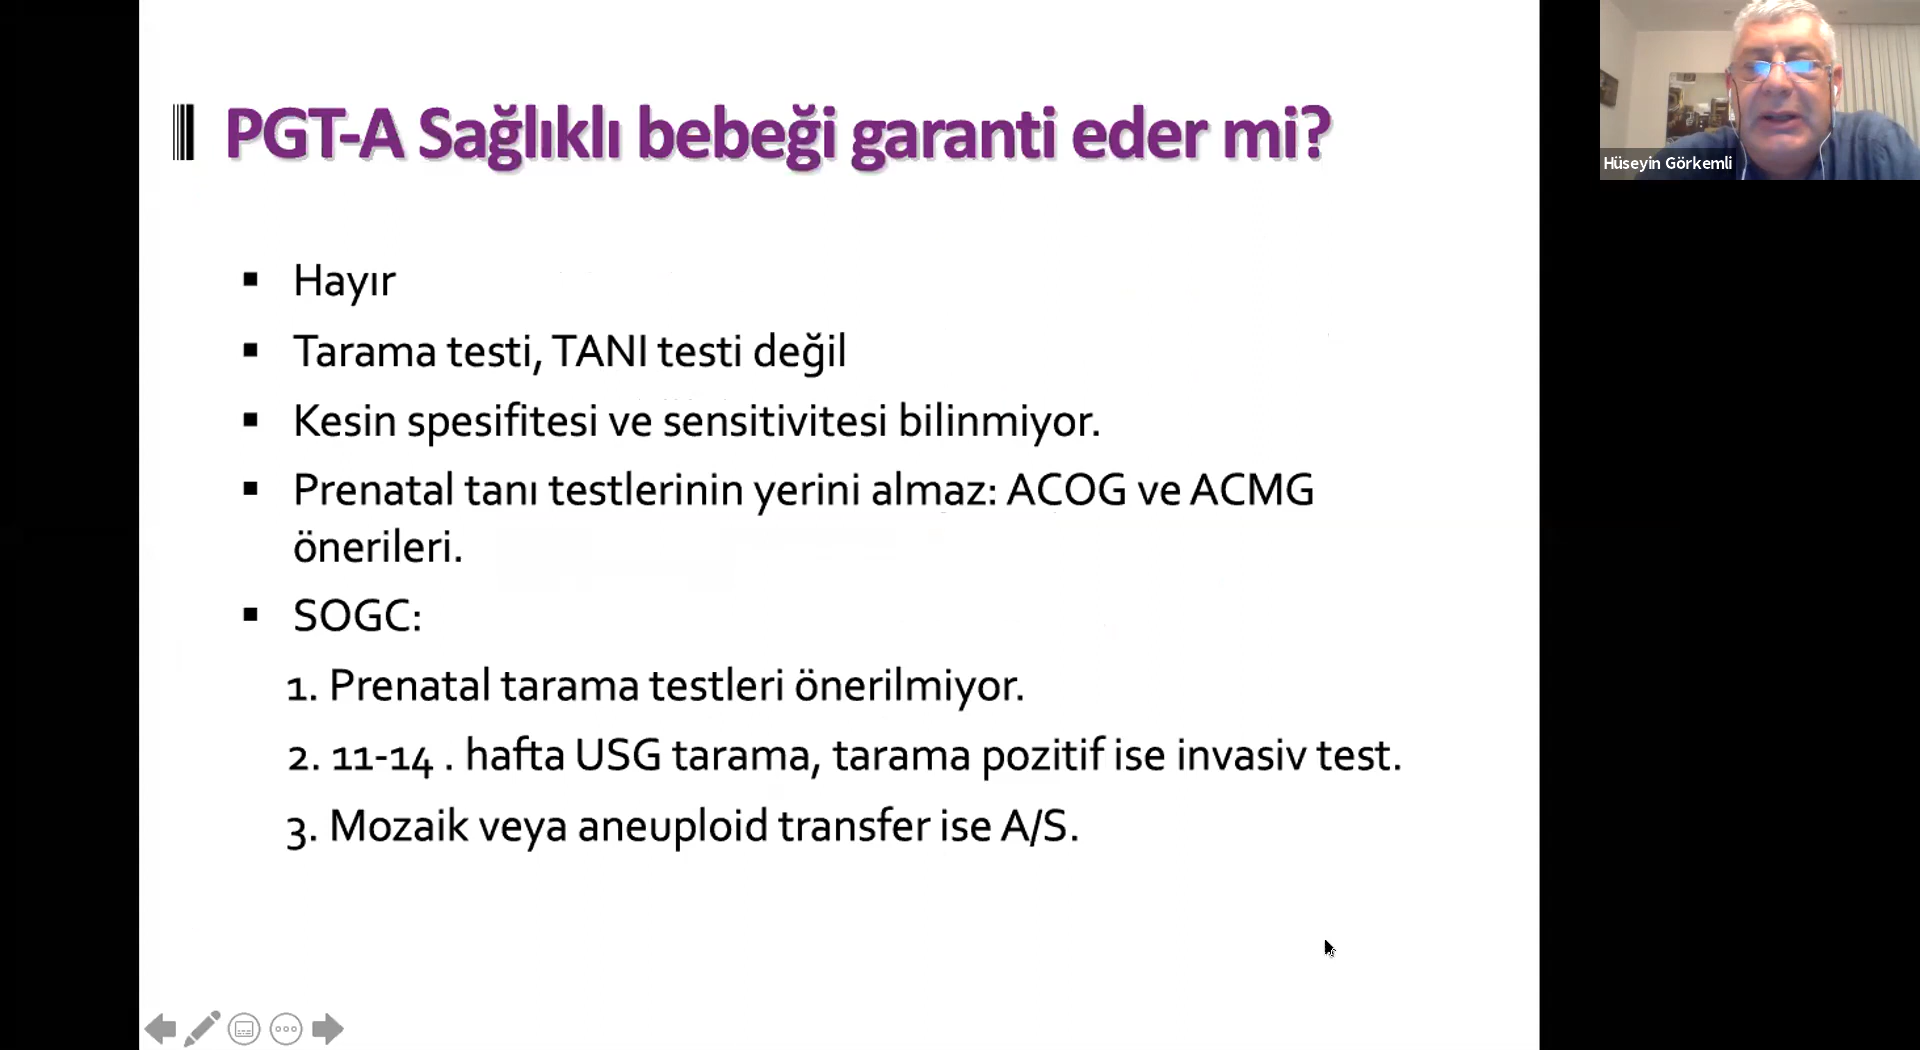 PGT-A Sağlıklı bebeği garanti eder mi?
Hüseyin Görkemli
▪ Hayır
▪ Tarama testi, TANI testi değil
▪ Kesin spesifitesi ve sensitivitesi bilinmiyor.
▪ Prenatal tanı testlerinin yerini almaz: ACOG ve ACMG
önerileri.
▪ SOGC:
1. Prenatal tarama testleri önerilmiyor.
2. 11-14 . hafta USG tarama, tarama pozitif ise invasiv test.
3. Mozaik veya aneuploid transfer ise A/S.